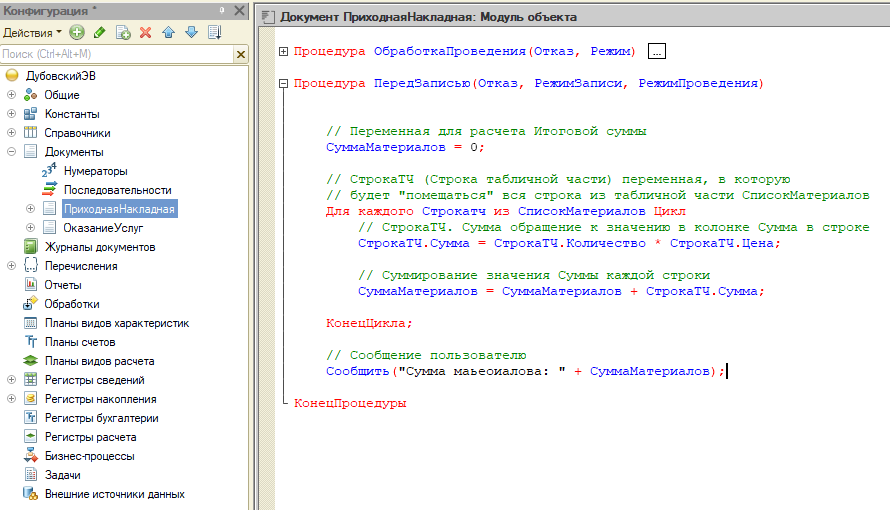 Конфигурация *
Действия
Поиск (Ctrl+Alt+M)
ДубовскийЭВ
Общие
Константы
Справочники
Документы
Нумераторы
Последовательности
ПриходнаяНакладная
ОказаниеУслуг
Журналы документов
Перечисления
Отчеты
Обработки
Планы видов характеристик
Планы счетов
Планы видов расчета
Регистры сведений
Регистры накопления
Регистры бухгалтерии
Регистры расчета
Бизнес-процессы
Задачи
Внешние источники данных
Документ ПриходнаяНакладная: Модуль объекта
Процедура ОбработкаПроведения(Отказ, Режим) ...
Процедура ПередЗаписью(Отказ, РежимЗаписи, РежимПроведения)
// Переменная для расчета Итоговой суммы
СуммаМатериалов = 0;
// СтрокаТЧ (Строка табличной части) переменная, в которую
// будет "помещаться" вся строка из табличной части СписокМатериалов
Для каждого Строкатч из СписокМатериалов Цикл
// СтрокаТЧ. Сумма обращение к значению в колонке Сумма в строке
СтрокаТЧ.Сумма = СтрокаТЧ.Количество * СтрокаТЧ.Цена;
// Суммирование значения Суммы каждой строки
СуммаМатериалов = СуммаМатериалов + СтрокаТЧ.Сумма;
КонецЦикла;
// Сообщение пользователю
Сообщить("Сумма маьеоиалова: " + СуммаМатериалов);
КонецПроцедуры